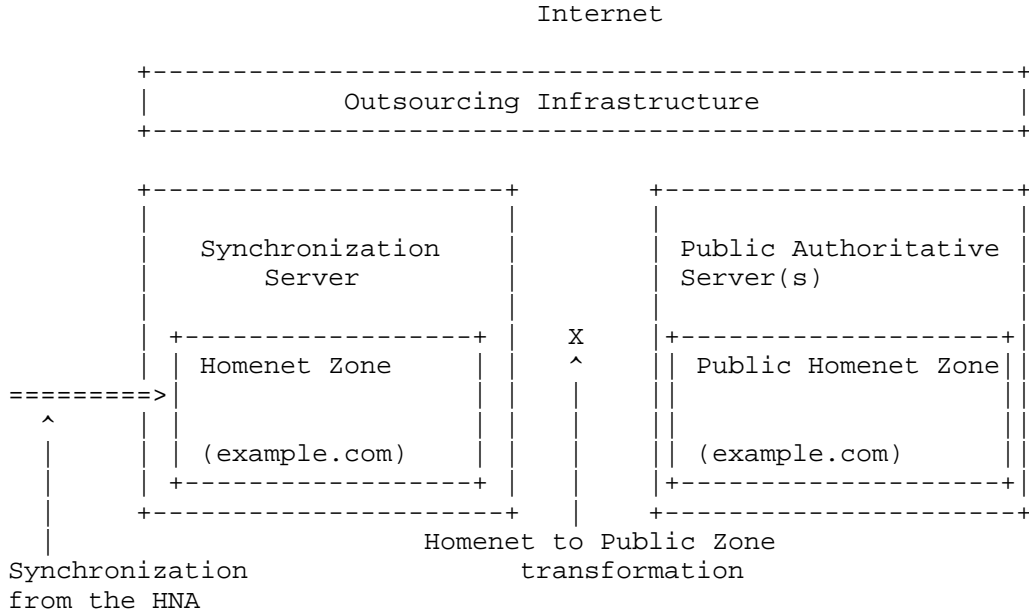 Internet
Outsourcing Infrastructure
Synchronization
Server
Public Authoritative
Server(s)
X
Homenet Zone
Public Homenet Zone
(example.com)
(example.com)
Homenet to Public Zone
transformation
Synchronization
from the HNA